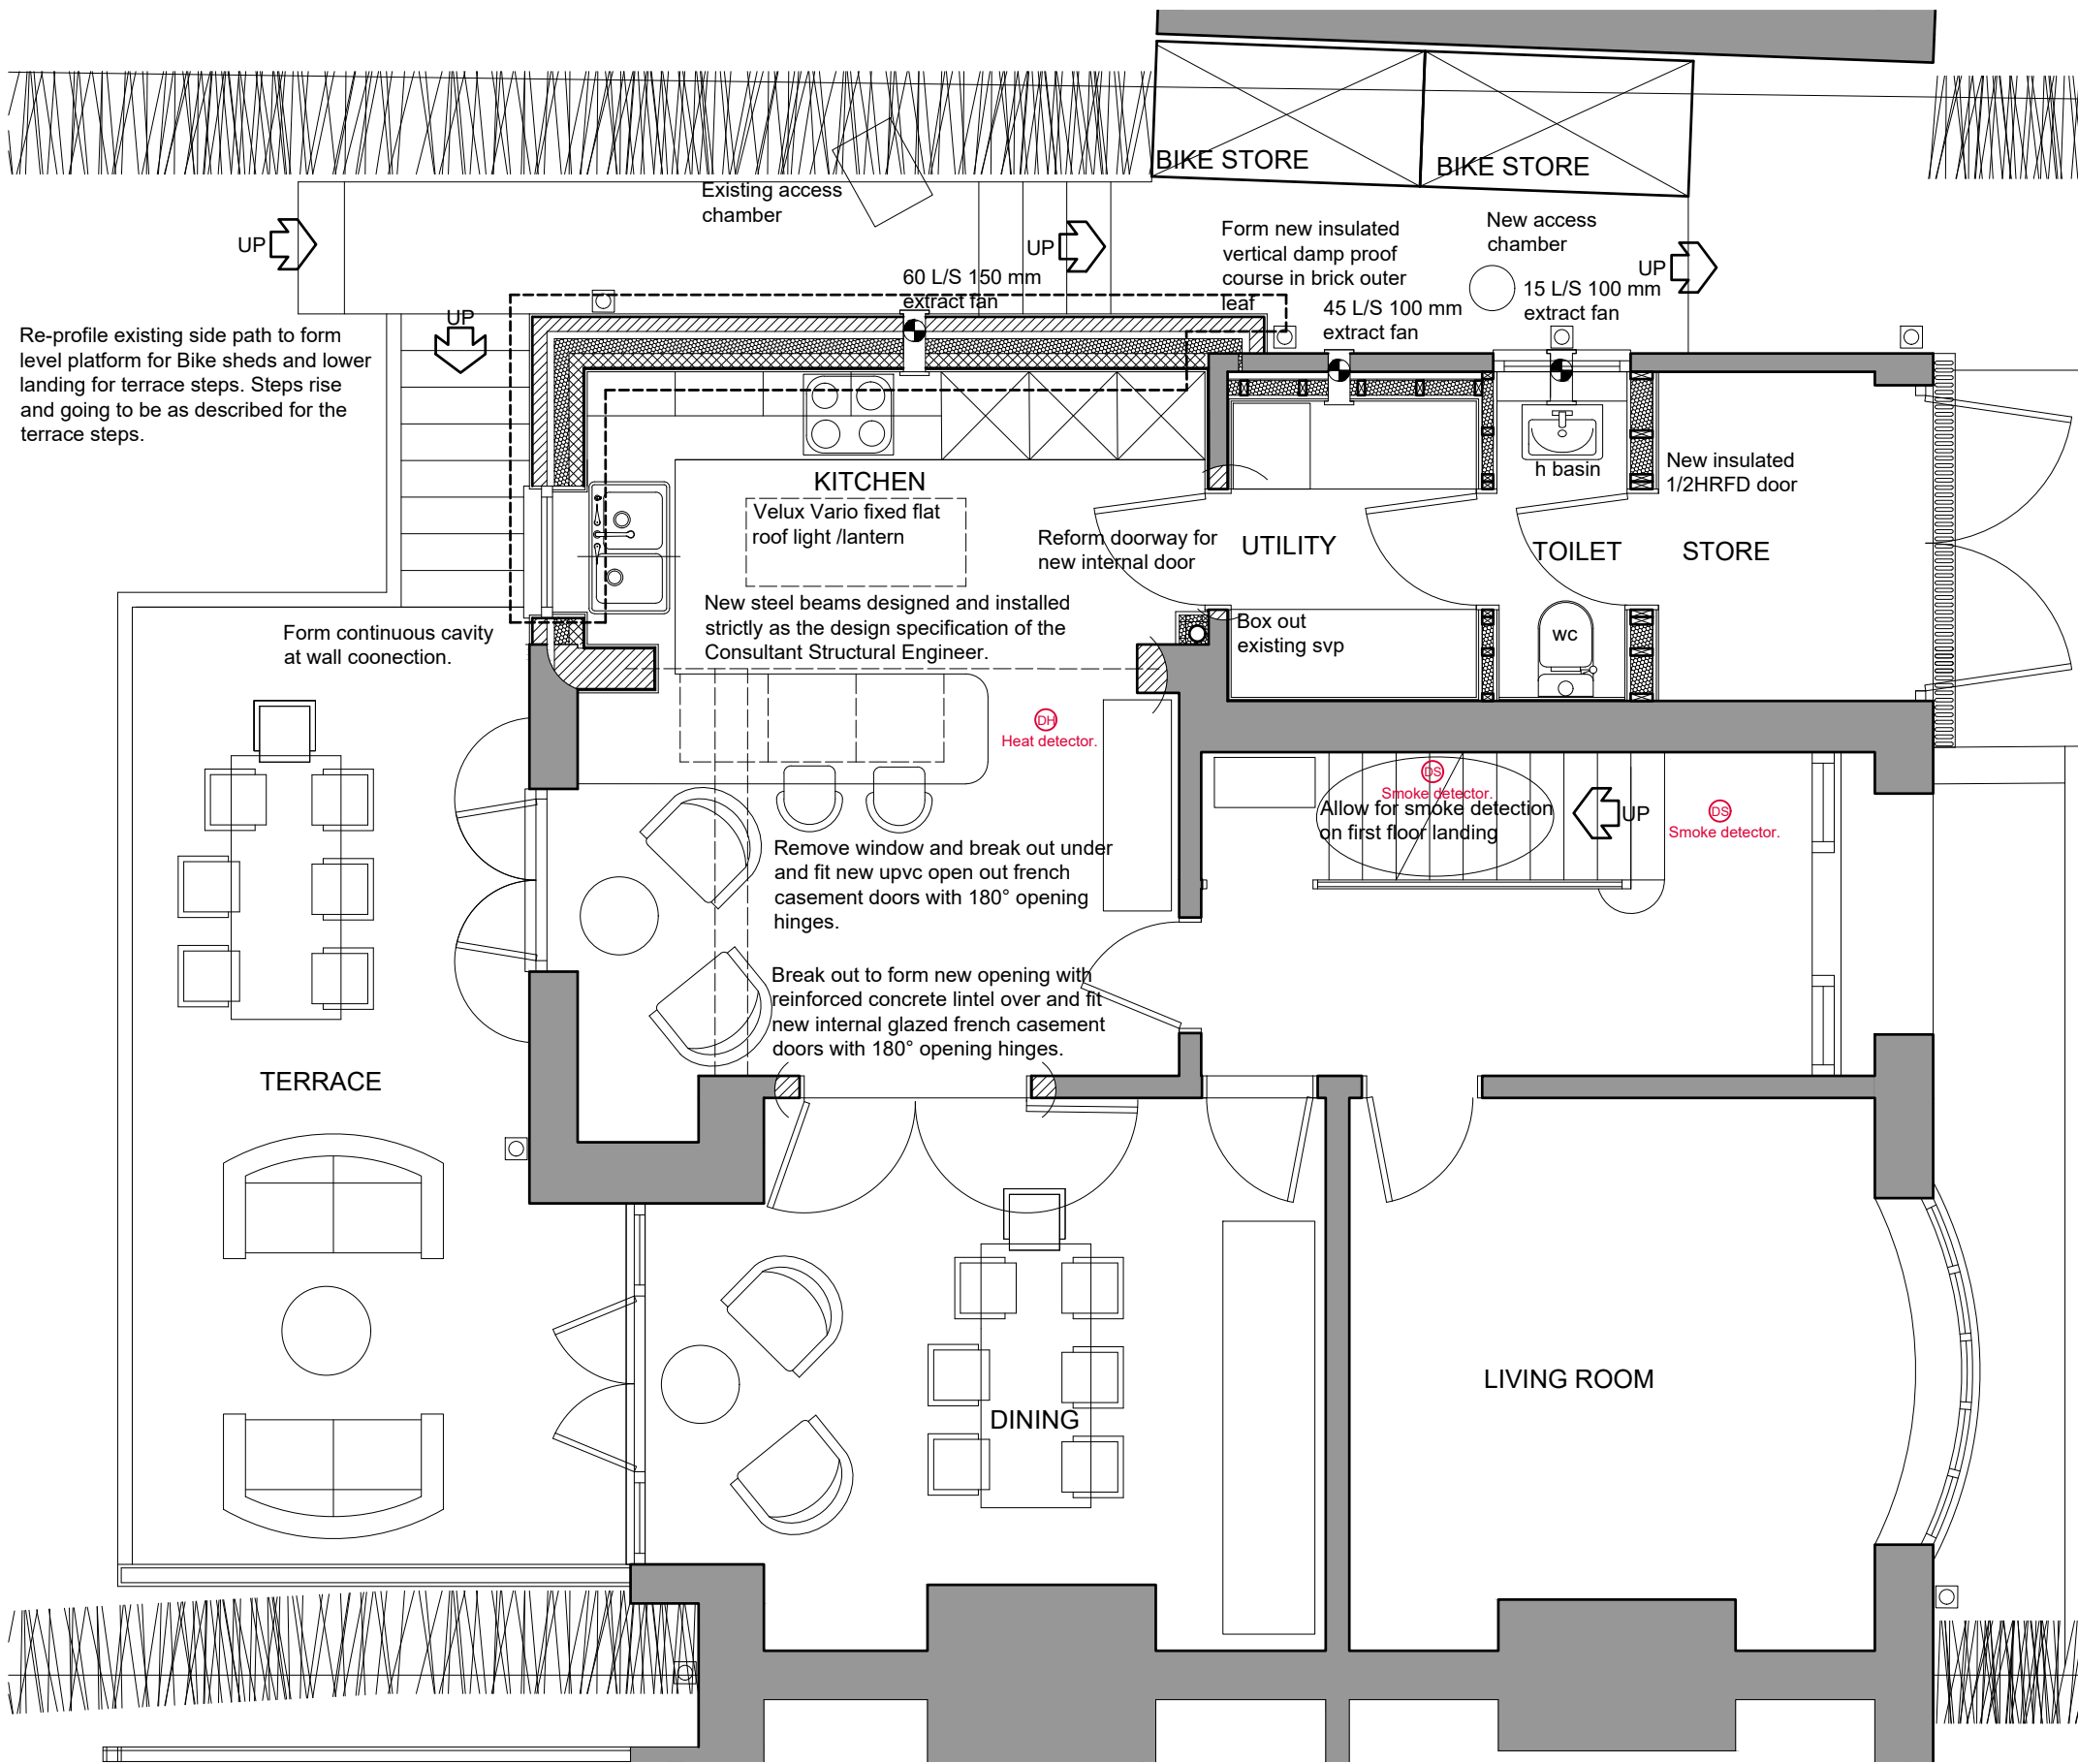 BIKE STORE
BIKE STORE
Existing access
chamber
UP
UP
Form new insulated
vertical damp proof
course in brick outer
leaf
New access
chamber
UP
60 L/S 150 mm
extract fan
45 L/S 100 mm
extract fan
15 L/S 100 mm
extract fan
UP
Re-profile existing side path to form
level platform for Bike sheds and lower
landing for terrace steps. Steps rise
and going to be as described for the
terrace steps.
KITCHEN
Velux Vario fixed flat
roof light /lantern
h basin
New insulated
1/2HRFD door
Reform doorway for
new internal door
UTILITY
TOILET
STORE
New steel beams designed and installed
strictly as the design specification of the
Consultant Structural Engineer.
Form continuous cavity
at wall coonection.
Box out
existing svp
wc
DH
Heat detector.
DS
Smoke detector.
Allow for smoke detection
on first floor landing
UP
DS
Smoke detector.
Remove window and break out under
and fit new upvc open out french
casement doors with 180° opening
hinges.
Break out to form new opening with
reinforced concrete lintel over and fit
new internal glazed french casement
doors with 180° opening hinges.
TERRACE
LIVING ROOM
DINING